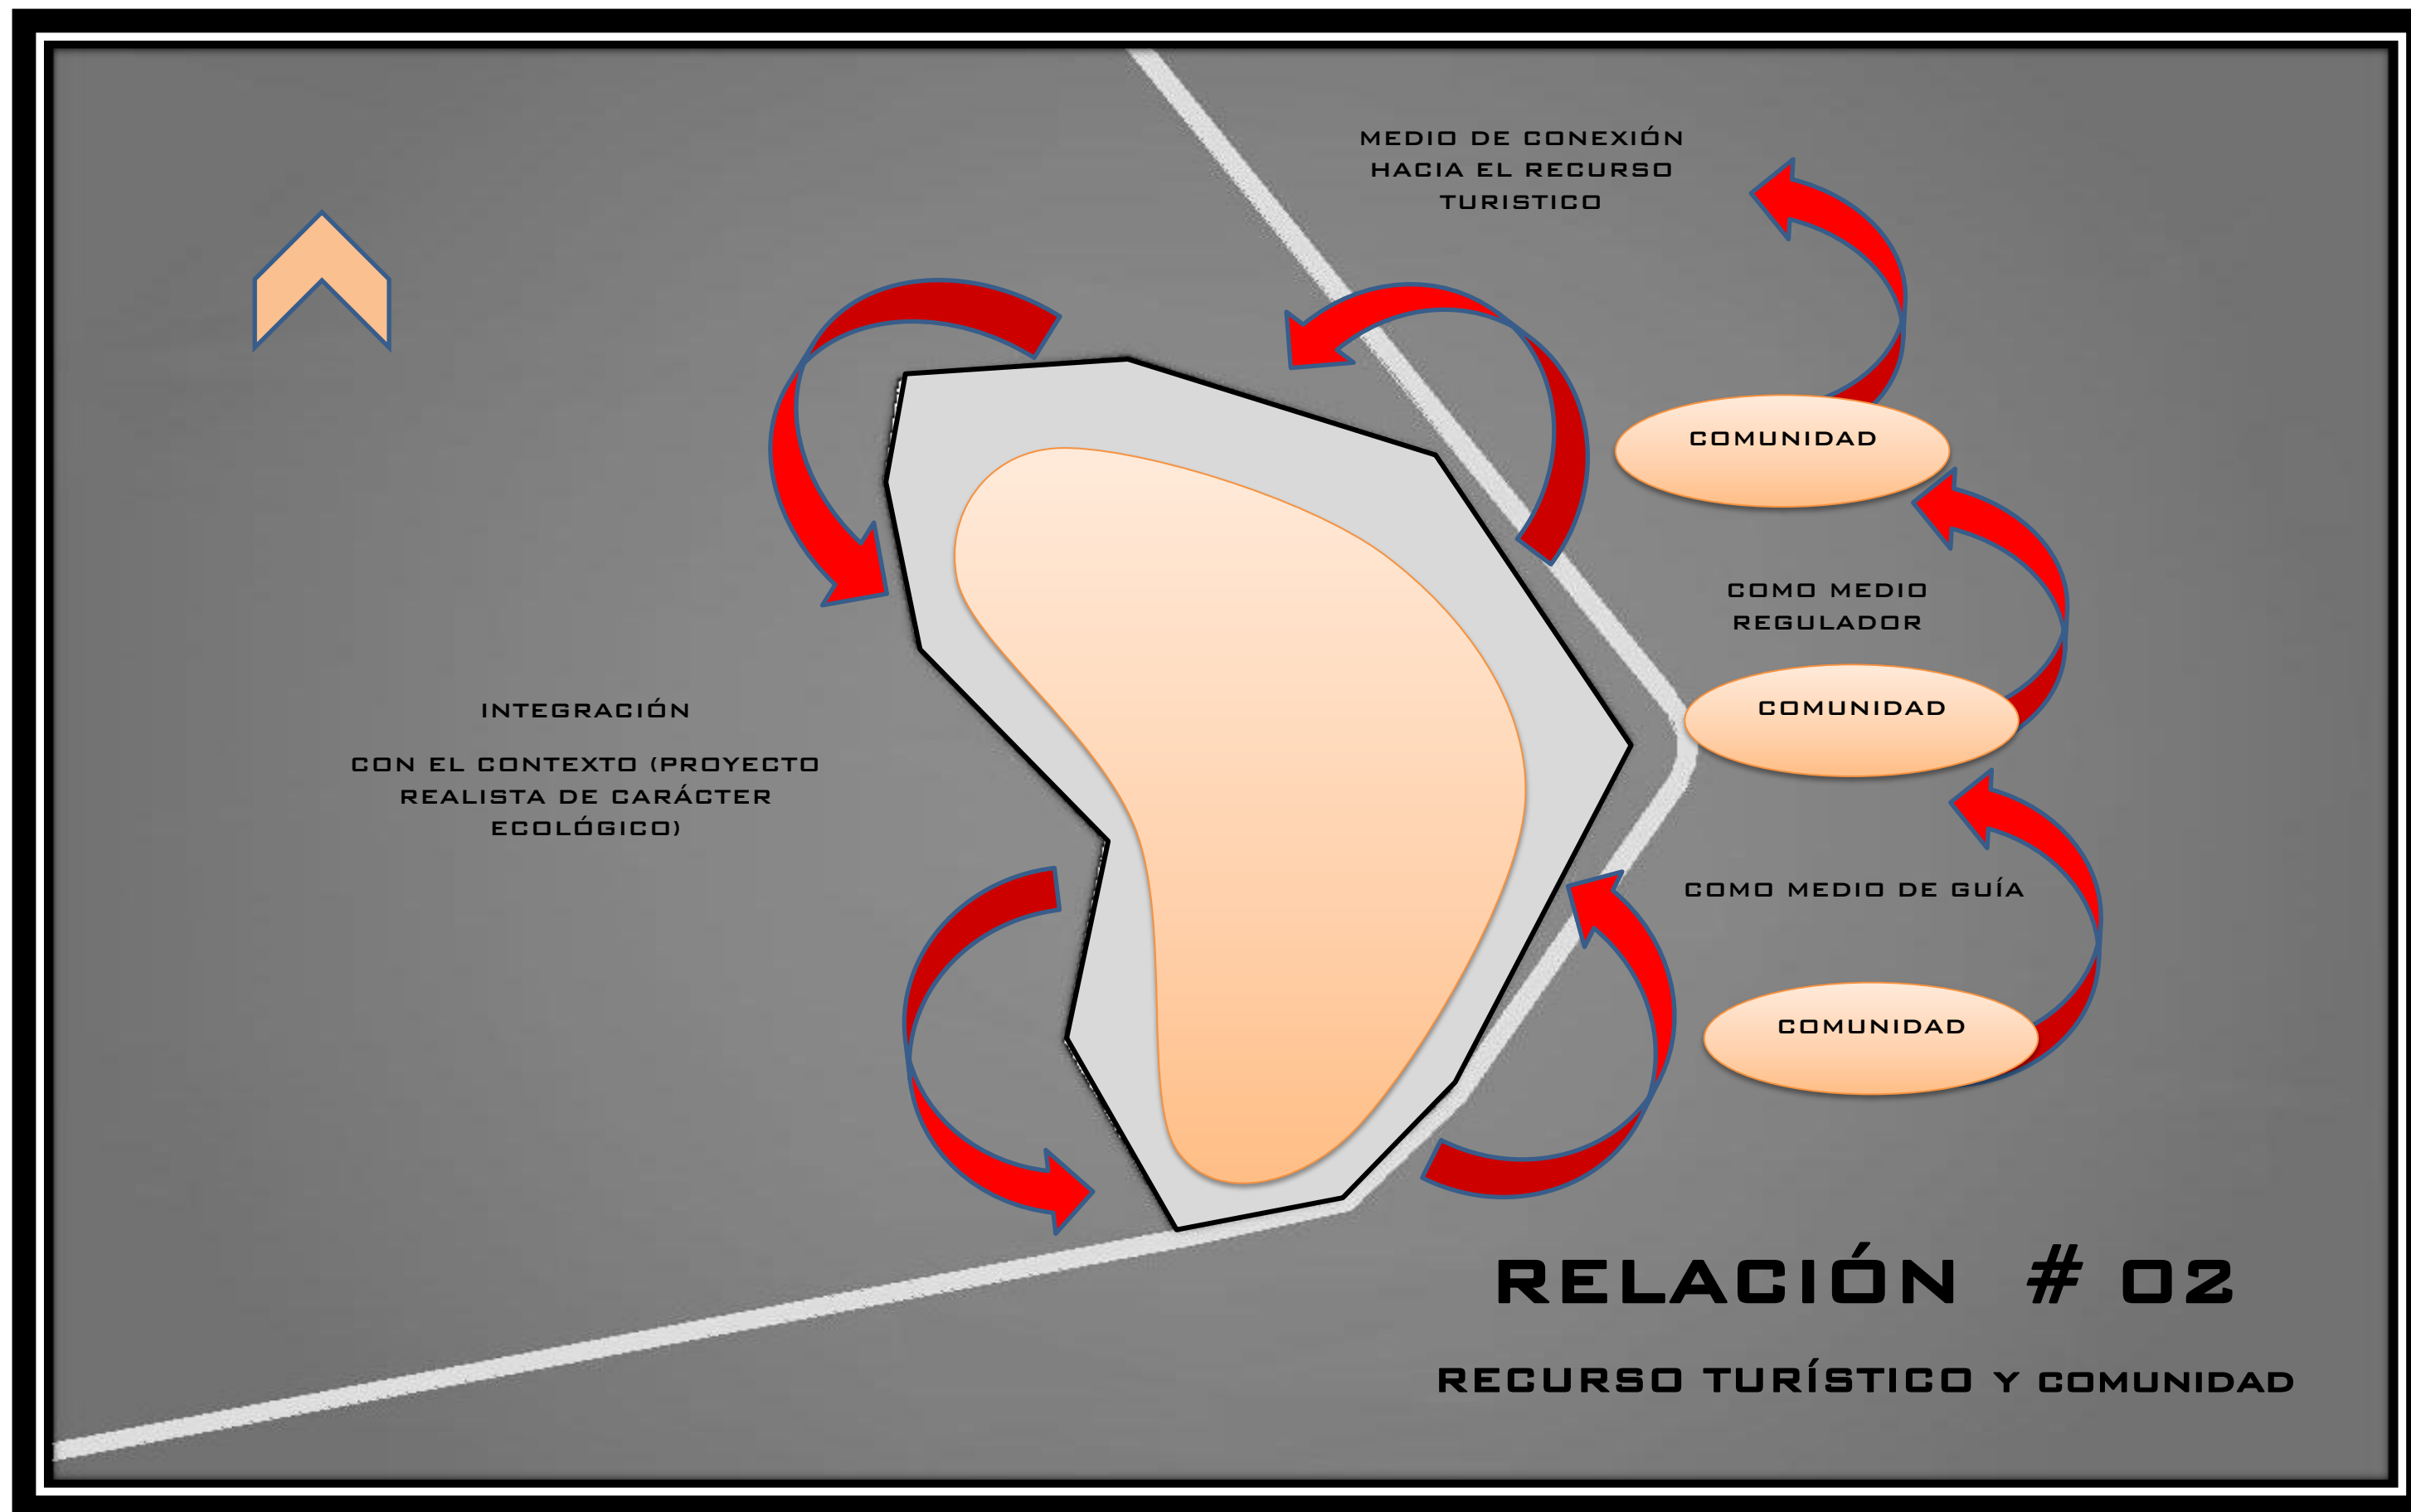 MEDIO DE CONEXIÓN
HACIA EL RECURSO
TURISTICO
COMUNIDAD
COMO MEDIO
REGULADOR
COMUNIDAD
INTEGRACIÓN
CON EL CONTEXTO (PROYECTO
REALISTA DE CARÁCTER
ECOLÓGICO)
COMO MEDIO DE GUÍA
COMUNIDAD
RELACIÓN # 02
RECURSO TURÍSTICO Y COMUNIDAD